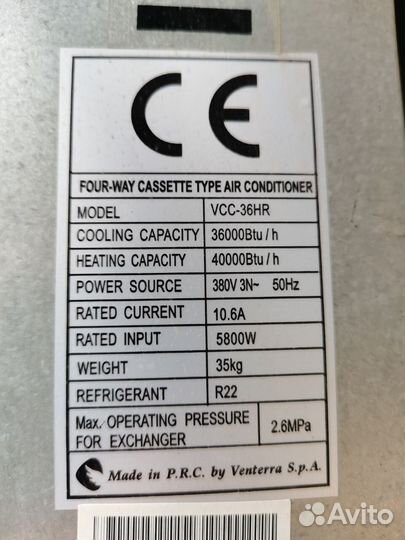 CE
FOUR-WAY CASSETTE TYPE AIR CONDITIONER
MODEL VCC-36HR
COOLING CAPACITY 36000Btu / h
HEATING CAPACITY 40000Btu / h
POWER SOURCE 380V 3N~ 50Hz
RATED CURRENT 10.6A
RATED INPUT 5800W
WEIGHT 35kg
REFRIGERANT R22
Max. OPERATING PRESSURE
FOR EXCHANGER 2.6MPa
Made in P.R.C. by Venterra S.p.A.
Avito